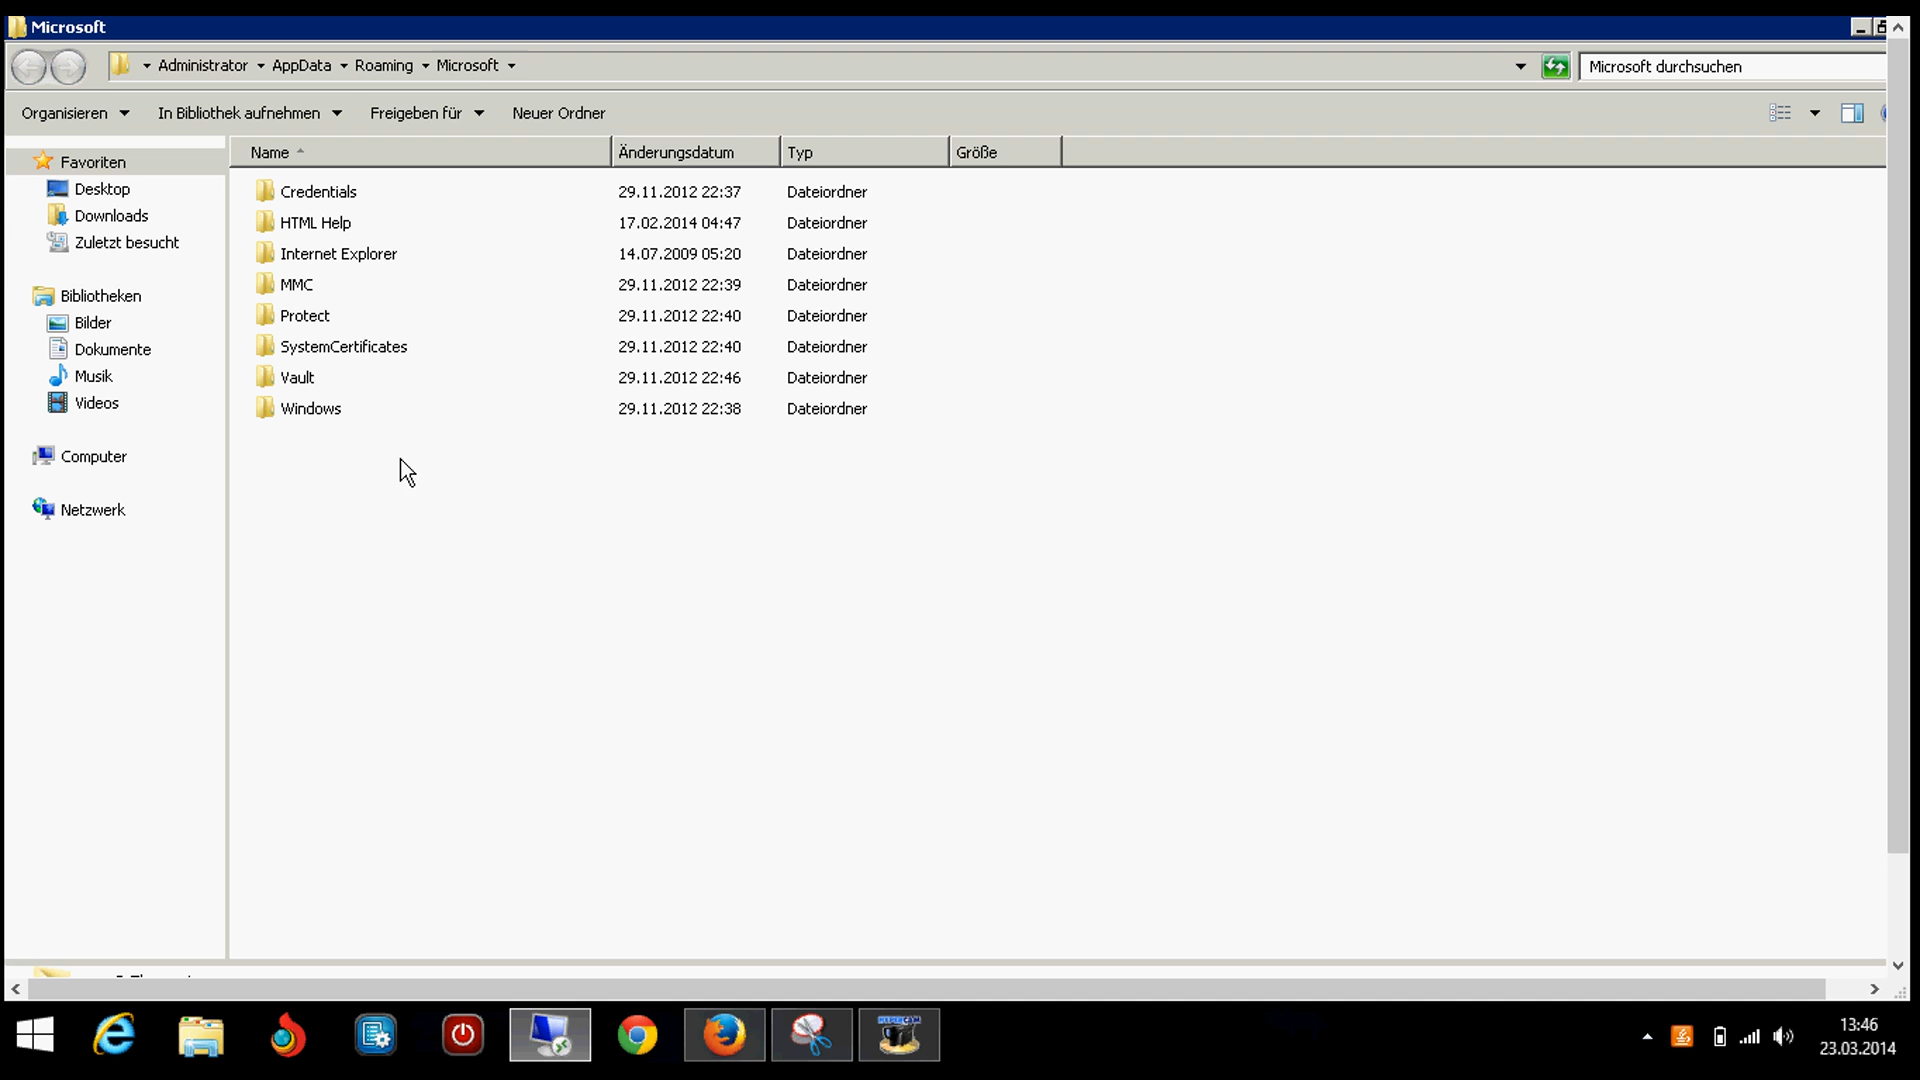 Microsoft
Administrator AppData Roaming Microsoft
Microsoft durchsuchen
Organisieren In Bibliothek aufnehmen Freigeben für Neuer Ordner
Name Änderungsdatum Typ Größe
Favoriten
Desktop
Downloads
Zuletzt besucht
Bibliotheken
Bilder
Dokumente
Musik
Videos
Computer
Netzwerk
Credentials 29.11.2012 22:37 Dateiordner
HTML Help 17.02.2014 04:47 Dateiordner
Internet Explorer 14.07.2009 05:20 Dateiordner
MMC 29.11.2012 22:39 Dateiordner
Protect 29.11.2012 22:40 Dateiordner
SystemCertificates 29.11.2012 22:40 Dateiordner
Vault 29.11.2012 22:46 Dateiordner
Windows 29.11.2012 22:38 Dateiordner
HYPERCAM
13:46
23.03.2014